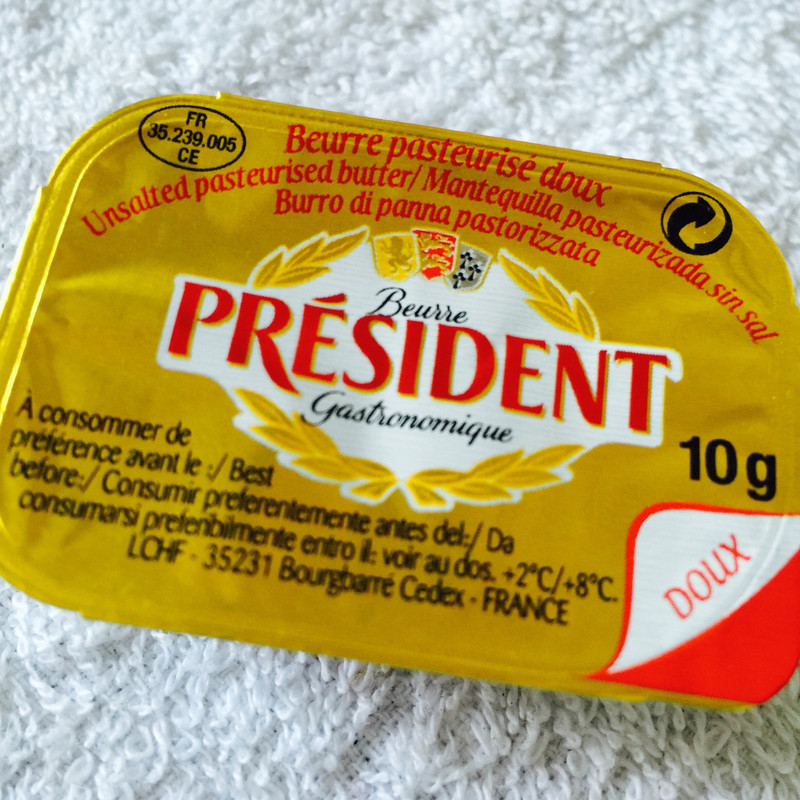 FR
35.239.005
CE
Beurre pasteurisé doux
Unsalted pasteurised butter/ Mantequilla pasteurizada sin sal
Burro di panna pastorizzata
Beurre
PRÉSIDENT
Gastronomique
10 g
À consommer de
préférence avant le :/ Best
before:/ Consumir preferentemente antes del:/ Da
consumarsi preferibilmente entro il: voir au dos. +2°C/+8°C.
LCHF - 35231 Bourgbarré Cedex - FRANCE
DOUX